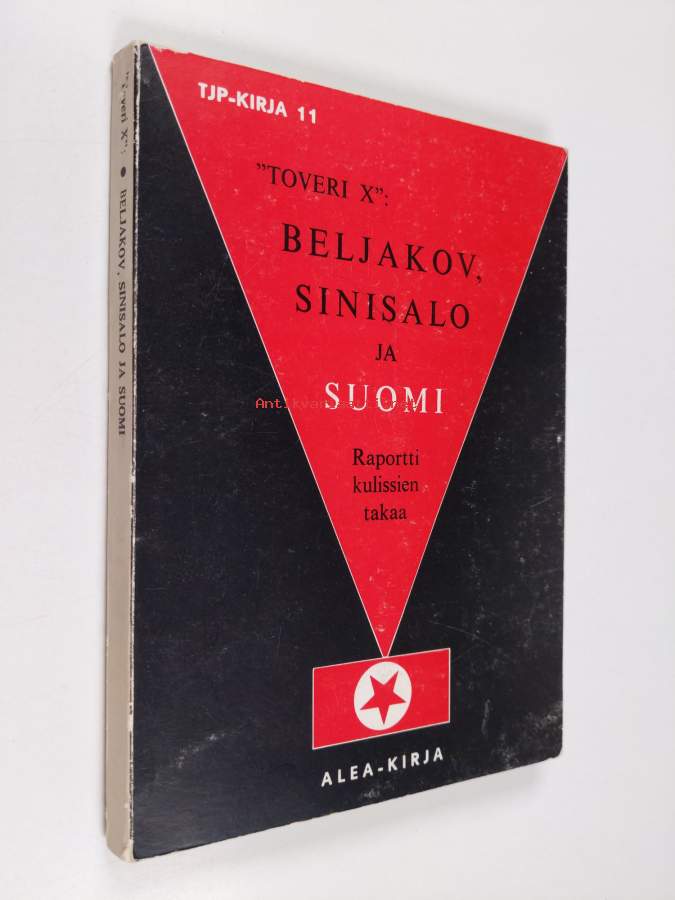 TJP-KIRJA 11
"TOVERI X":
BELJAKOV,
SINISALO
JA
SUOMI
Raportti
kulissien
takaa
ALEA-KIRJA
"Toveri X": • BELJAKOV, SINISALO JA SUOMI